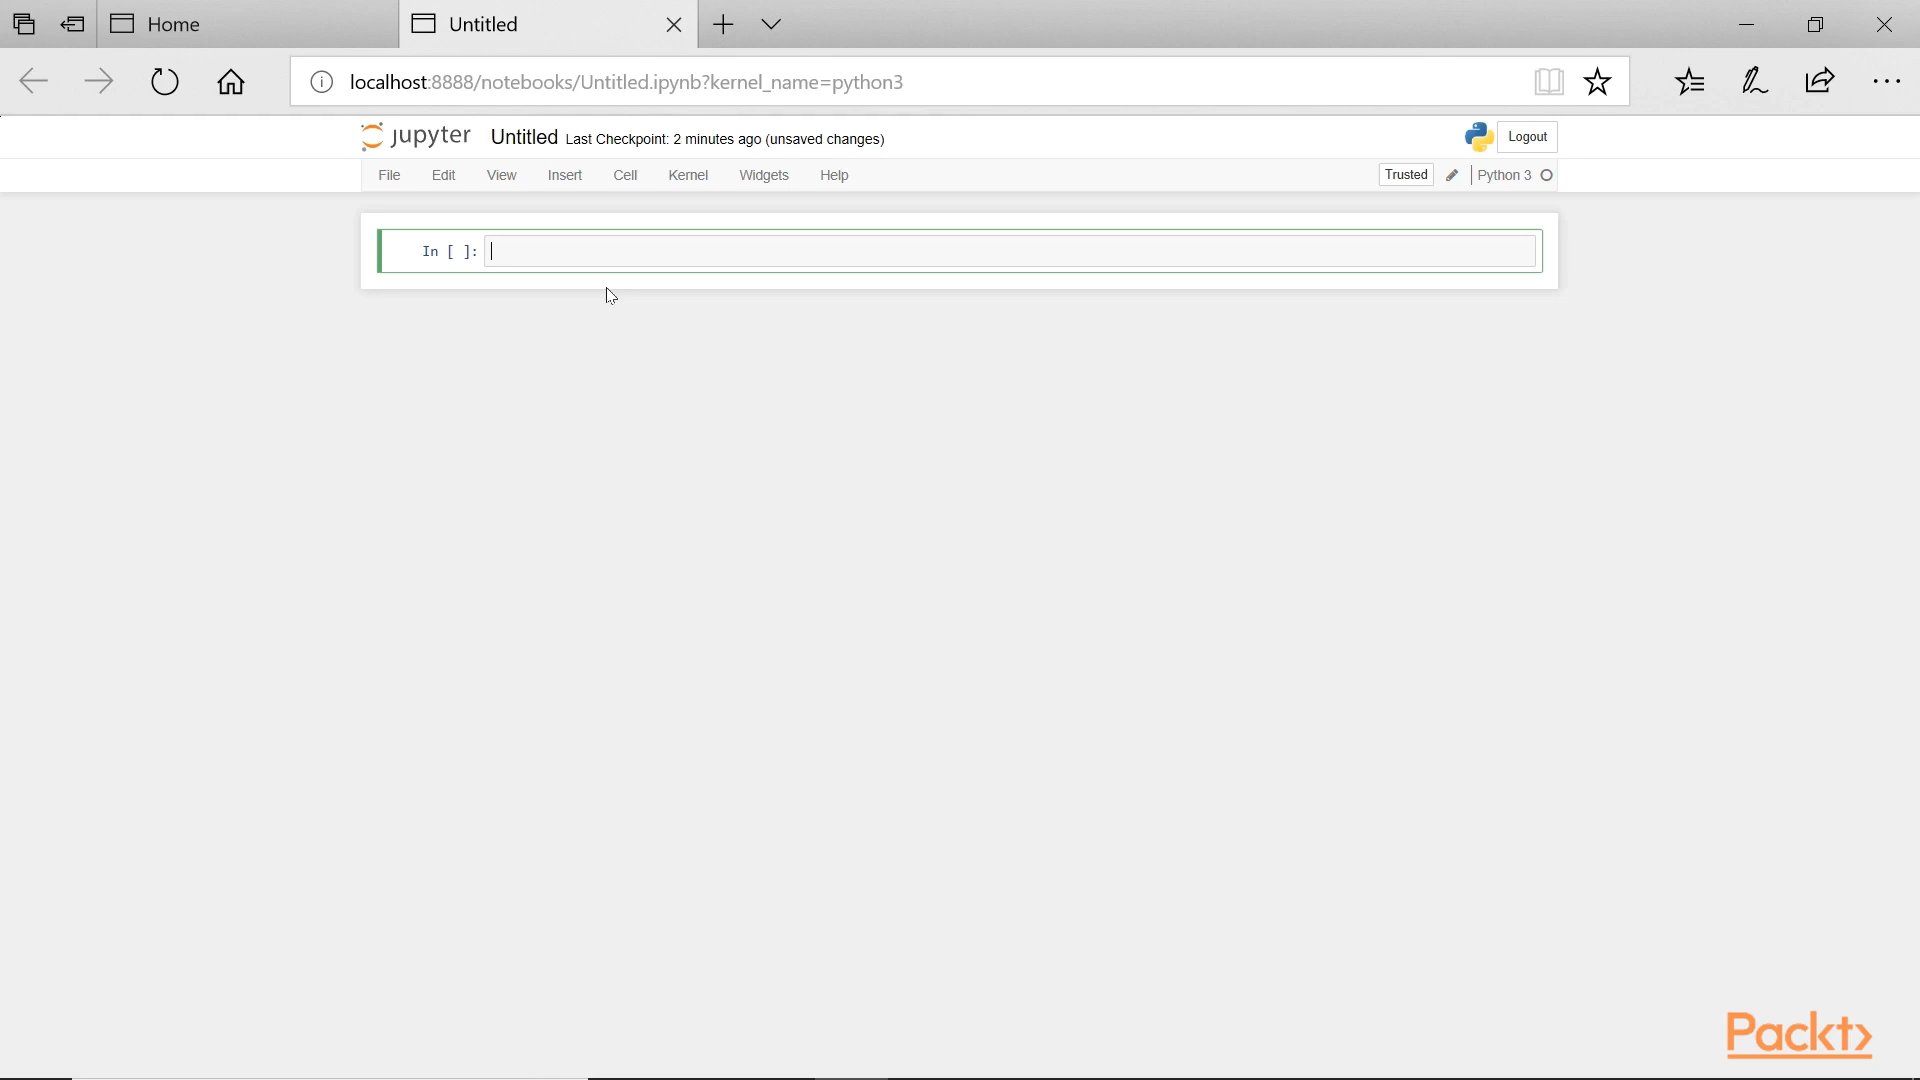 Home
Untitled
localhost:8888/notebooks/Untitled.ipynb?kernel_name=python3
jupyter Untitled Last Checkpoint: 2 minutes ago (unsaved changes)
Logout
File Edit View Insert Cell Kernel Widgets Help
Trusted Python 3
In [ ]:
Packt>